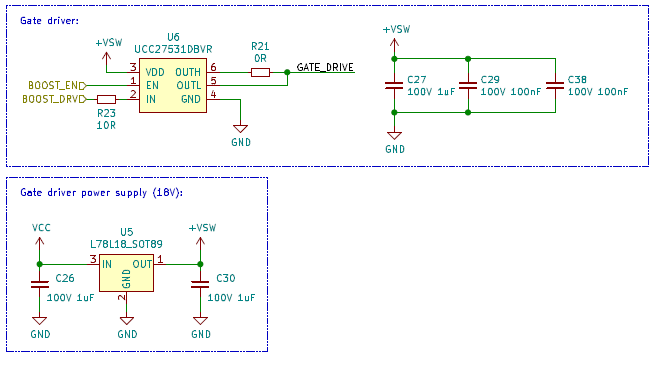 Gate driver:
U6
UCC27531DBVR
+VSW
R21
0R
+VSW
3 VDD OUTH 6
GATE_DRIVE
BOOST_EN 1 EN OUTL 5
BOOST_DRV 2 IN GND 4
R23
10R
GND
C27
100V 1uF
C29
100V 100nF
C38
100V 100nF
GND
Gate driver power supply (18V):
VCC
U5
L78L18_SOT89
+VSW
3 IN OUT 1
GND
2
C26
100V 1uF
C30
100V 1uF
GND
GND
GND